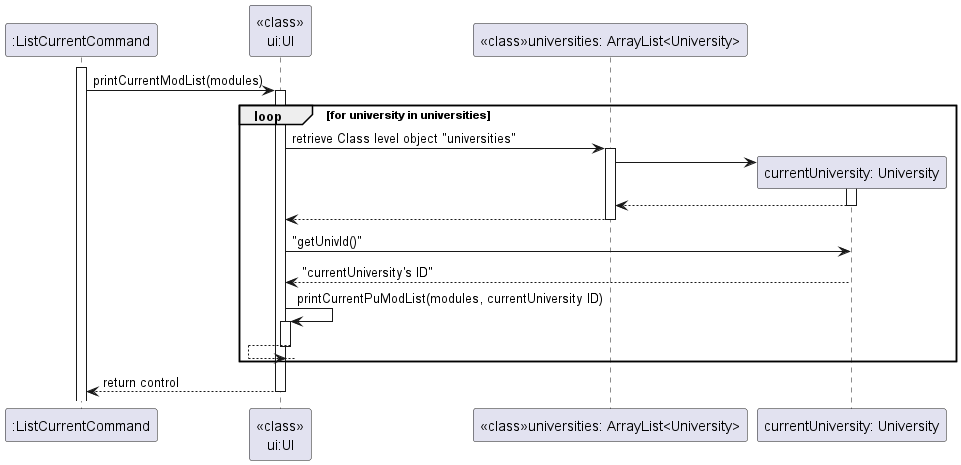 :ListCurrentCommand
«class»
ui:UI
«class»universities: ArrayList<University>
printCurrentModList(modules)
loop
[for university in universities]
retrieve Class level object "universities"
currentUniversity: University
"getUnivId()"
"currentUniversity's ID"
printCurrentPuModList(modules, currentUniversity ID)
return control
:ListCurrentCommand
«class»
ui:UI
«class»universities: ArrayList<University>
currentUniversity: University